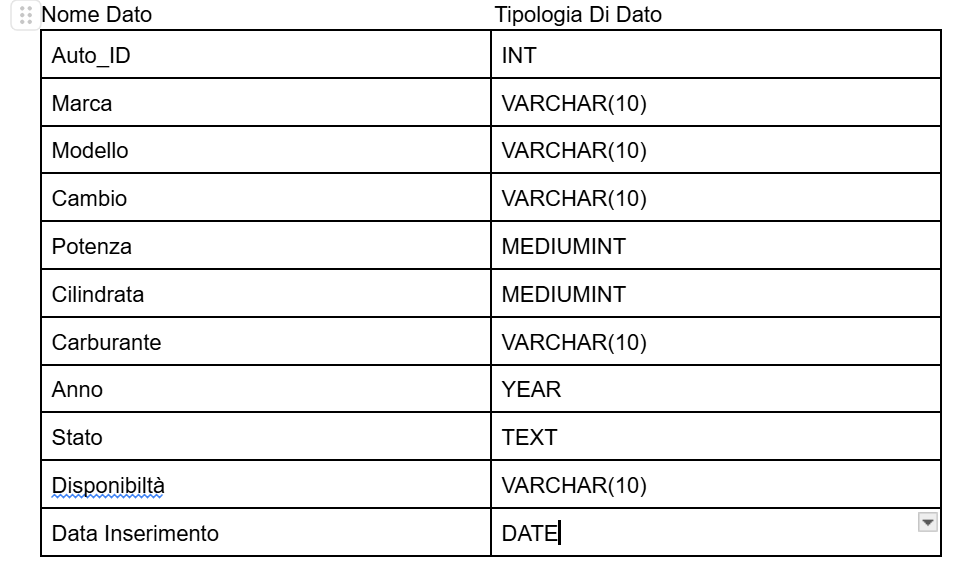 Nome Dato Tipologia Di Dato
Auto_ID INT
Marca VARCHAR(10)
Modello VARCHAR(10)
Cambio VARCHAR(10)
Potenza MEDIUMINT
Cilindrata MEDIUMINT
Carburante VARCHAR(10)
Anno YEAR
Stato TEXT
Disponibiltà VARCHAR(10)
Data Inserimento DATE